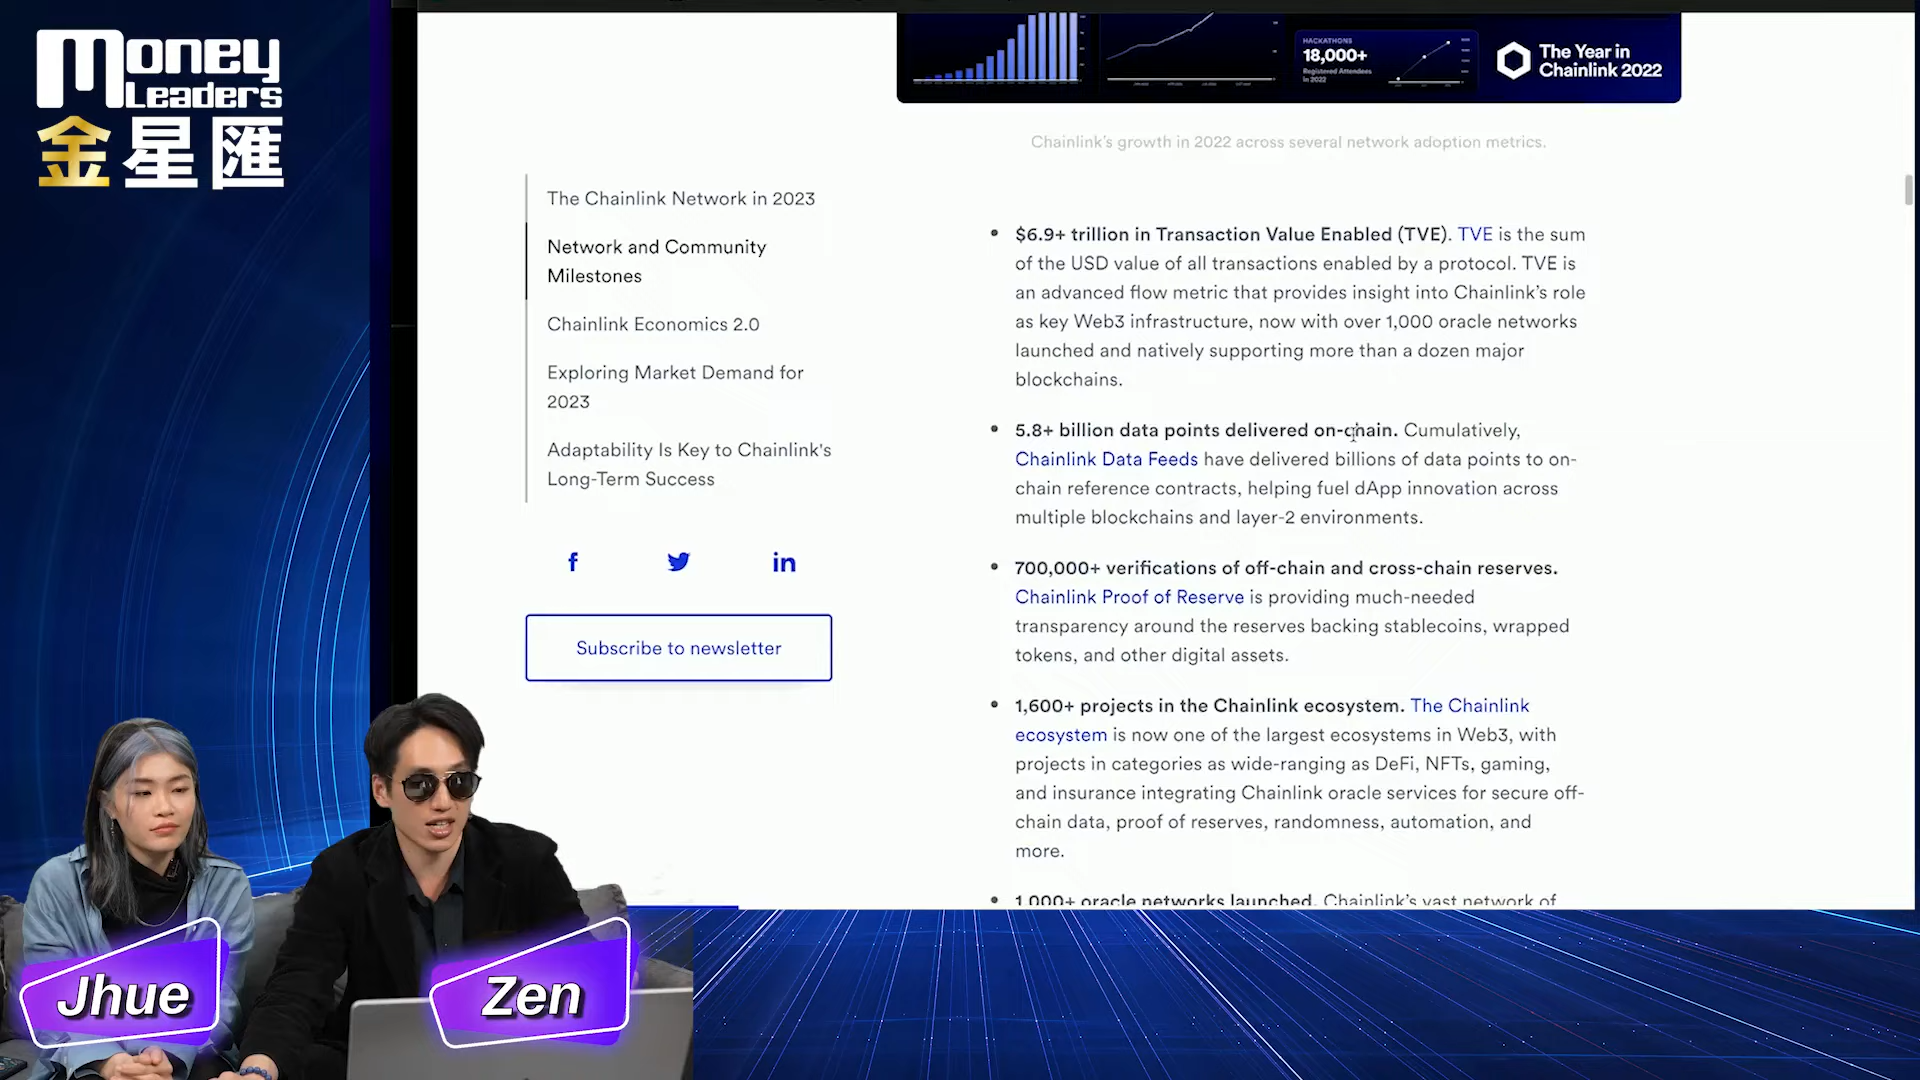 Money
Leaders
金星匯
HACKATHONS
18,000+
Registered Attendees
in 2022
The Year in
Chainlink 2022
Chainlink's growth in 2022 across several network adoption metrics.
The Chainlink Network in 2023
Network and Community
Milestones
Chainlink Economics 2.0
Exploring Market Demand for
2023
Adaptability Is Key to Chainlink's
Long-Term Success
Subscribe to newsletter
• $6.9+ trillion in Transaction Value Enabled (TVE). TVE is the sum
of the USD value of all transactions enabled by a protocol. TVE is
an advanced flow metric that provides insight into Chainlink's role
as key Web3 infrastructure, now with over 1,000 oracle networks
launched and natively supporting more than a dozen major
blockchains.
• 5.8+ billion data points delivered on-chain. Cumulatively,
Chainlink Data Feeds have delivered billions of data points to on-
chain reference contracts, helping fuel dApp innovation across
multiple blockchains and layer-2 environments.
• 700,000+ verifications of off-chain and cross-chain reserves.
Chainlink Proof of Reserve is providing much-needed
transparency around the reserves backing stablecoins, wrapped
tokens, and other digital assets.
• 1,600+ projects in the Chainlink ecosystem. The Chainlink
ecosystem is now one of the largest ecosystems in Web3, with
projects in categories as wide-ranging as DeFi, NFTs, gaming,
and insurance integrating Chainlink oracle services for secure off-
chain data, proof of reserves, randomness, automation, and
more.
• 1,000+ oracle networks launched. Chainlink's vast network of
Jhue
Zen